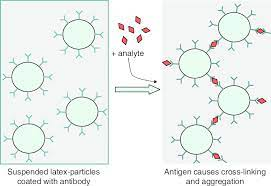 + analyte
Suspended latex-particles
coated with antibody
Antigen causes cross-linking
and aggregation